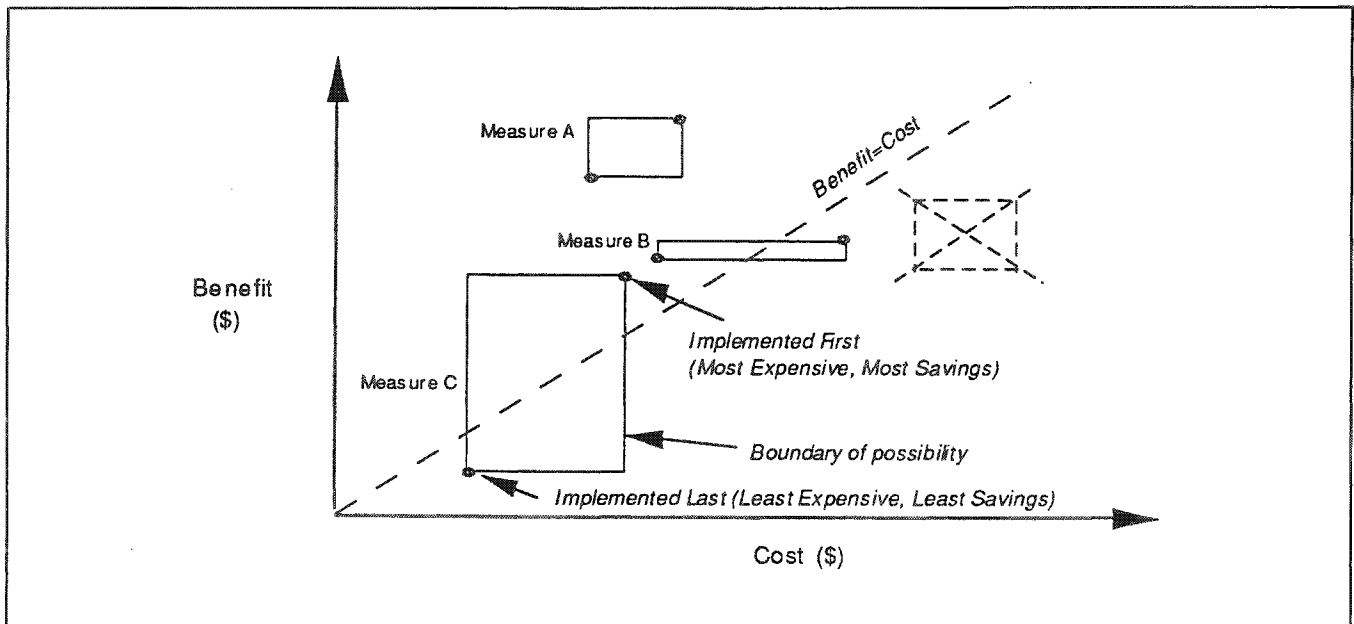 Measure A
Benefit=Cost
Measure B
Benefit
($)
Implemented First
(Most Expensive, Most Savings)
Measure C
Boundary of possibility
Implemented Last (Least Expensive, Least Savings)
Cost ($)